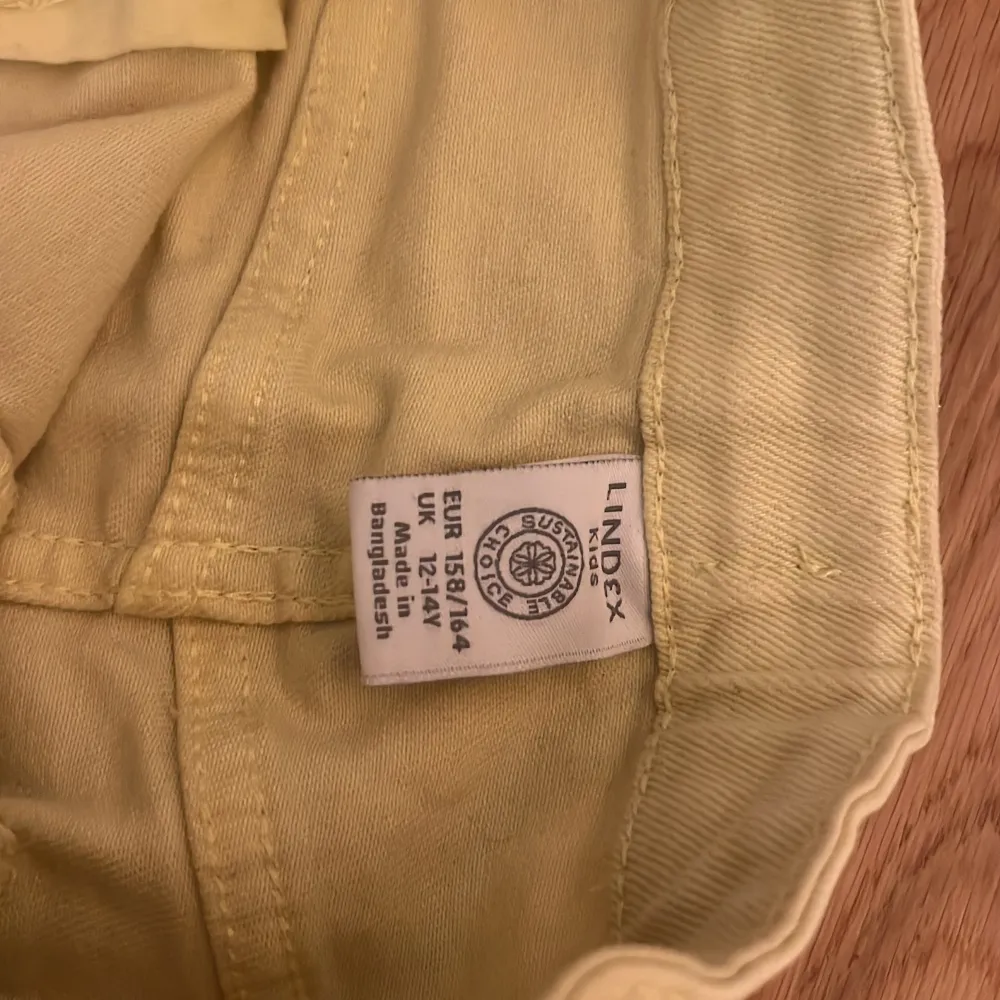 LINDEX
Kids
SUSTAINABLE
CHOICE
EUR 158/164
UK 12-14Y
Made in
Bangladesh